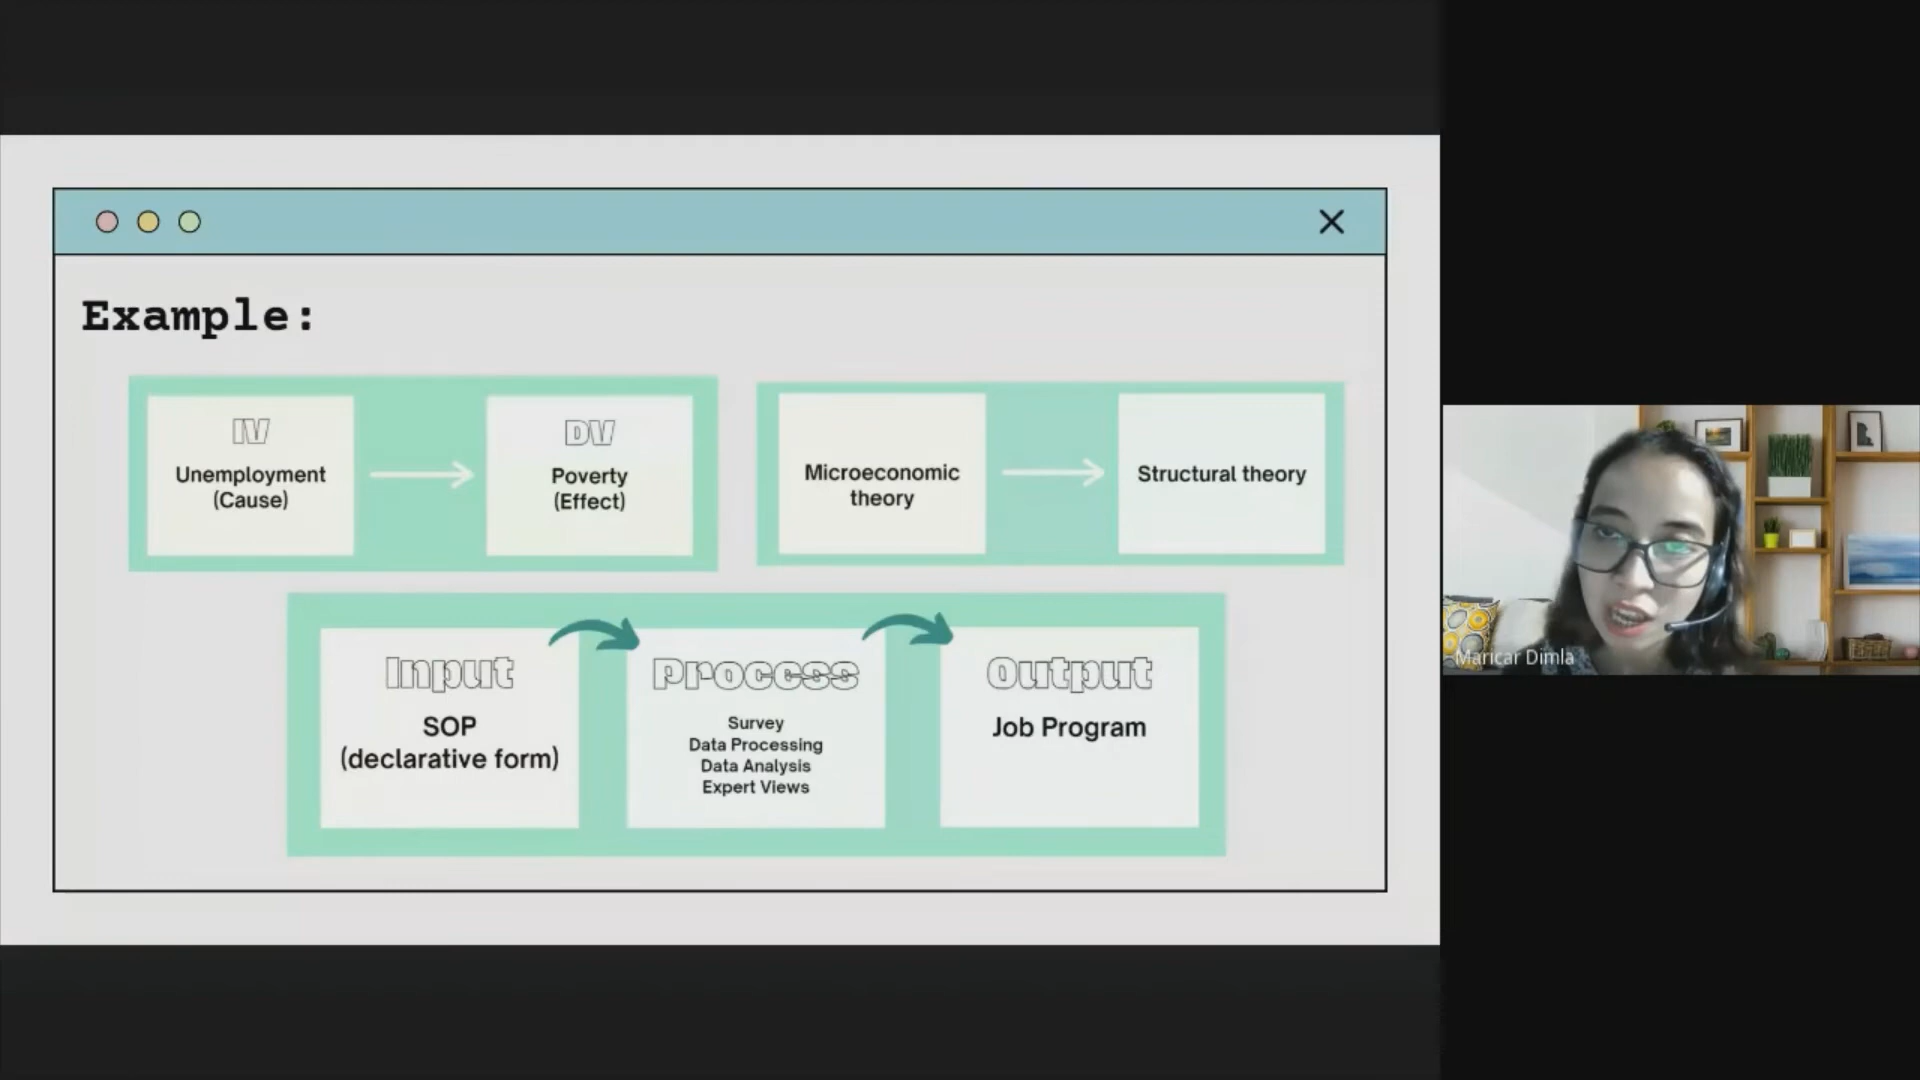 Example:
IV
Unemployment
(Cause)
DV
Poverty
(Effect)
Microeconomic
theory
Structural theory
Input
SOP
(declarative form)
Process
Survey
Data Processing
Data Analysis
Expert Views
Output
Job Program
Maricar Dimla